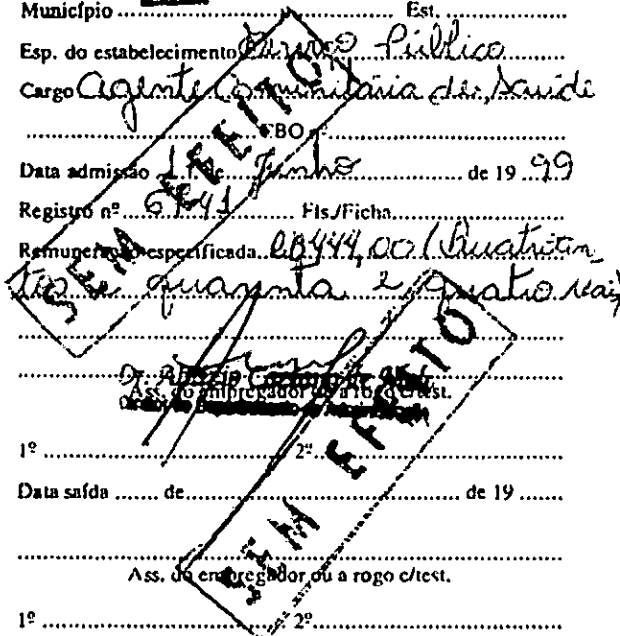 Município ........................ Est. ........................
Esp. do estabelecimento Serviço Público
Cargo Agente Comunitária de Saúde
........................ CBO nº ........................
Data admissão 1º de Junho de 19 99
Registro nº ........ Fls./Ficha ........................
Remuneração especificada R$ 444,00 (Quatrocen
tos e quarenta e quatro reais
SEM EFEITO
Ass. do empregador ou a rogo c/test.
1º ........................ 2º ........................
Data saída ....... de ........................ de 19 .......
SEM EFEITO
Ass. do empregador ou a rogo c/test.
1º ........................ 2º ........................